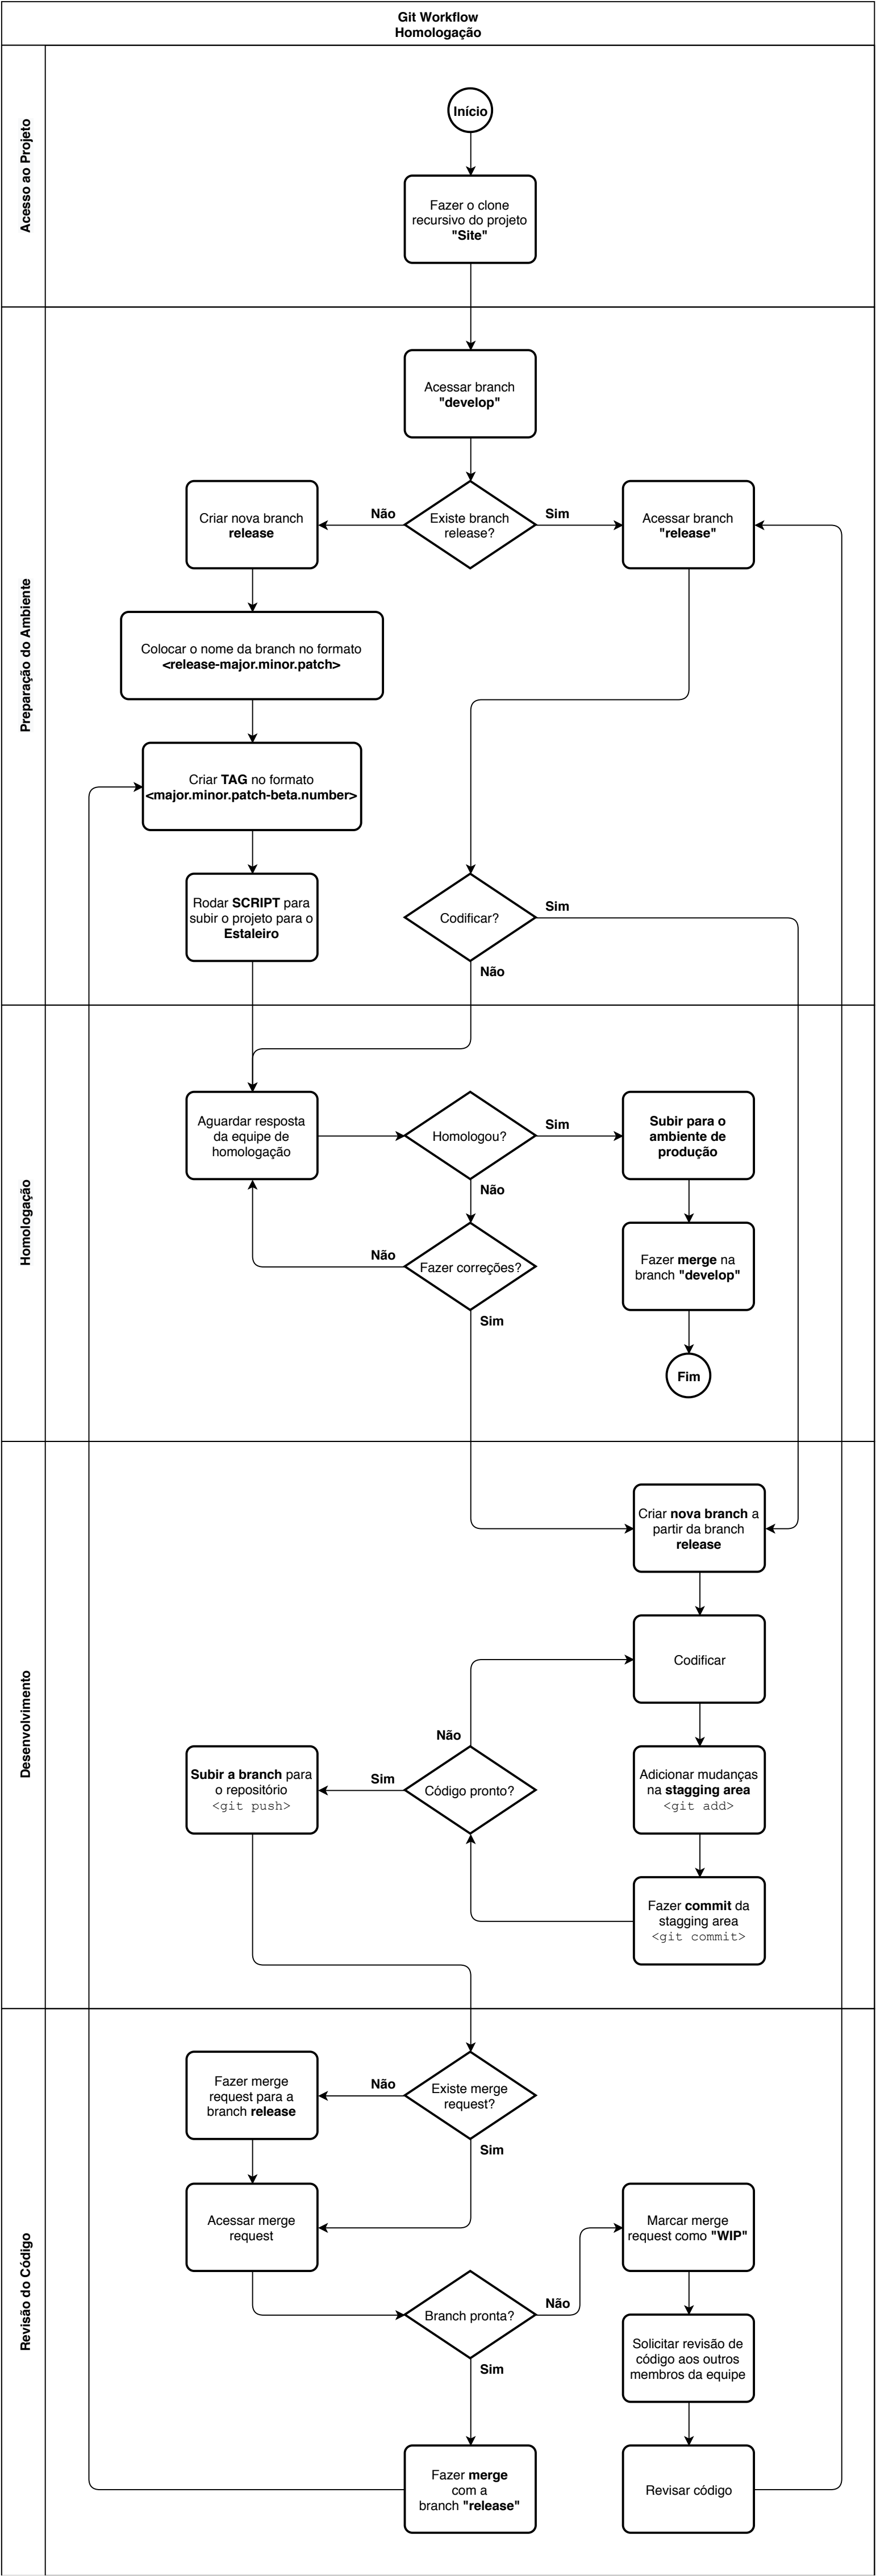 Git Workflow
Homologação
Acesso ao Projeto
Início
Fazer o clone
recursivo do projeto
"Site"
Preparação do Ambiente
Acessar branch
"develop"
Criar nova branch
release
Não
Existe branch
release?
Sim
Acessar branch
"release"
Colocar o nome da branch no formato
<release-major.minor.patch>
Criar TAG no formato
<major.minor.patch-beta.number>
Rodar SCRIPT para
subir o projeto para o
Estaleiro
Codificar?
Sim
Não
Homologação
Aguardar resposta
da equipe de
homologação
Homologou?
Sim
Subir para o
ambiente de
produção
Não
Não
Fazer correções?
Fazer merge na
branch "develop"
Sim
Fim
Desenvolvimento
Criar nova branch a
partir da branch
release
Codificar
Não
Subir a branch para
o repositório
<git push>
Sim
Código pronto?
Adicionar mudanças
na stagging area
<git add>
Fazer commit da
stagging area
<git commit>
Revisão do Código
Fazer merge
request para a
branch release
Não
Existe merge
request?
Sim
Acessar merge
request
Marcar merge
request como "WIP"
Branch pronta?
Não
Sim
Solicitar revisão de
código aos outros
membros da equipe
Fazer merge
com a
branch "release"
Revisar código